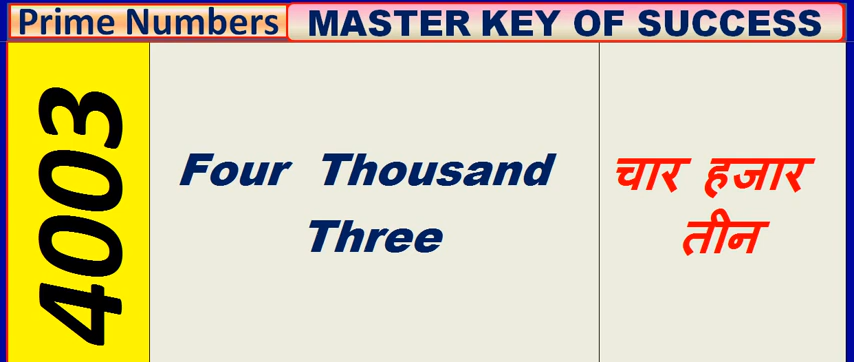 Prime Numbers MASTER KEY OF SUCCESS
4003
Four Thousand
Three
चार हजार
तीन